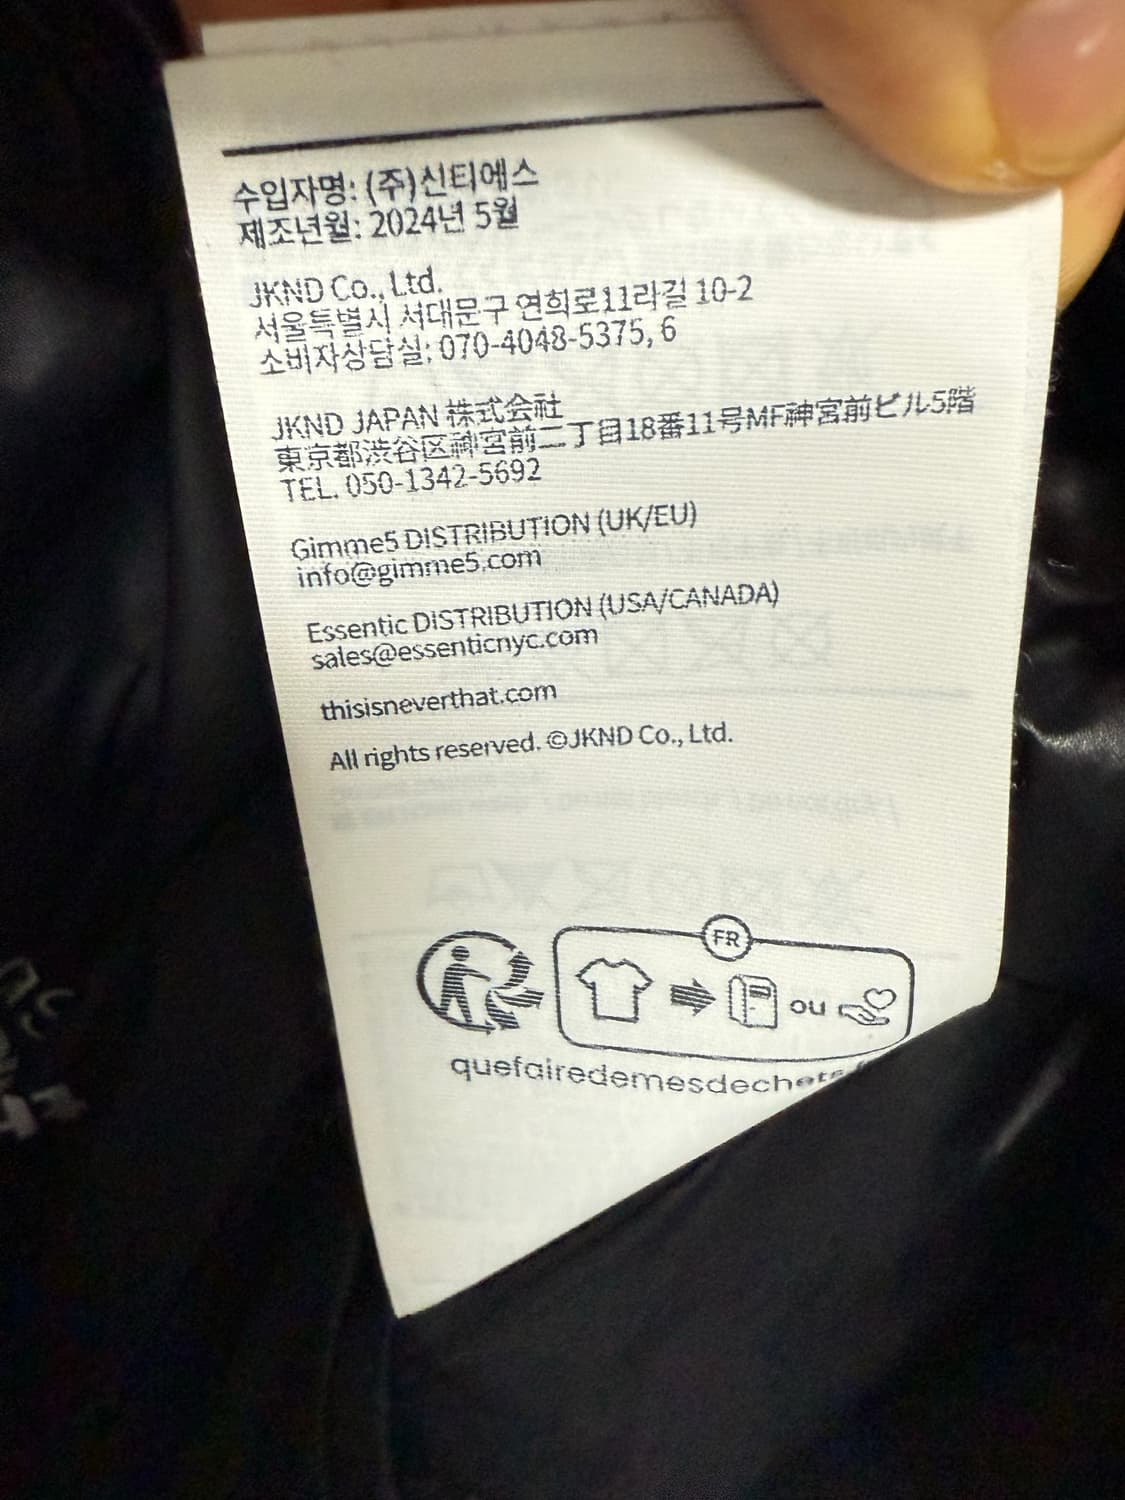 수입자명: (주)신티에스
제조년월: 2024년 5월
JKND Co., Ltd.
서울특별시 서대문구 연희로11라길 10-2
소비자상담실: 070-4048-5375, 6
JKND JAPAN 株式会社
東京都渋谷区神宮前二丁目18番11号MF神宮前ビル5階
TEL. 050-1342-5692
Gimme5 DISTRIBUTION (UK/EU)
info@gimme5.com
Essentic DISTRIBUTION (USA/CANADA)
sales@essenticnyc.com
thisisneverthat.com
All rights reserved. ©JKND Co., Ltd.
FR
ou
quefairedemesdechets